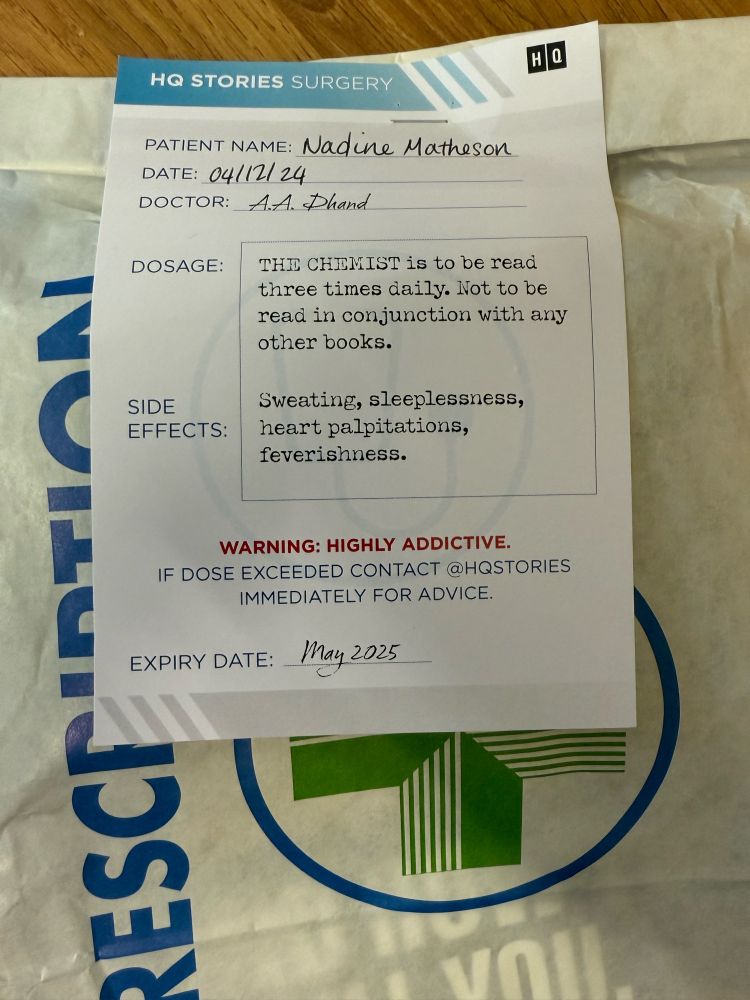 HQ STORIES SURGERY
HQ
PATIENT NAME: Nadine Matheson
DATE: 04/12/24
DOCTOR: A.A. Dhand
DOSAGE:
THE CHEMIST is to be read
three times daily. Not to be
read in conjunction with any
other books.
SIDE
EFFECTS:
Sweating, sleeplessness,
heart palpitations,
feverishness.
WARNING: HIGHLY ADDICTIVE.
IF DOSE EXCEEDED CONTACT @HQSTORIES
IMMEDIATELY FOR ADVICE.
EXPIRY DATE: May 2025
RESCRIPTION
YOU.